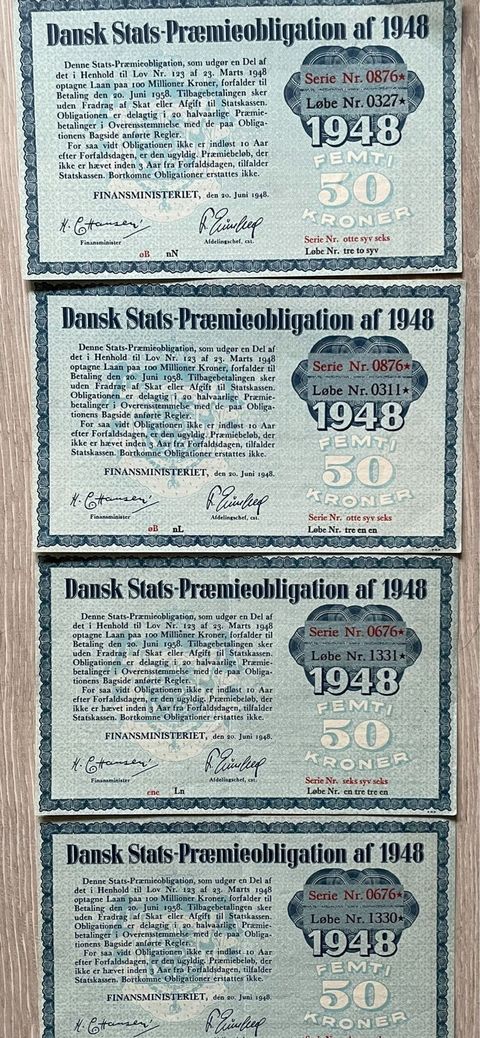 Dansk Stats-Præmieobligation af 1948
Denne Stats-Præmieobligation, som udgør en Del af
det i Henhold til Lov Nr. 123 af 23. Marts 1948
optagne Laan paa 100 Millioner Kroner, forfalder til
Betaling den 20. Juni 1958. Tilbagebetalingen sker
uden Fradrag af Skat eller Afgift til Statskassen.
Obligationen er delagtig i 20 halvaarlige Præmie-
betalinger i Overensstemmelse med de paa Obliga-
tionens Bagside anførte Regler.
For saa vidt Obligationen ikke er indløst 10 Aar
efter Forfaldsdagen, er den ugyldig. Præmiebeløb, der
ikke er hævet inden 3 Aar fra Forfaldsdagen, tilfalder
Statskassen. Bortkomne Obligationer erstattes ikke.
FINANSMINISTERIET, den 20. Juni 1948.
H. C. Hansen
Finansminister
Afdelingschef, cst.
øB nN
Serie Nr. 0876★
Løbe Nr. 0327★
1948
FEMTI
50
KRONER
Serie Nr. otte syv seks
Løbe Nr. tre to syv
Dansk Stats-Præmieobligation af 1948
Denne Stats-Præmieobligation, som udgør en Del af
det i Henhold til Lov Nr. 123 af 23. Marts 1948
optagne Laan paa 100 Millioner Kroner, forfalder til
Betaling den 20. Juni 1958. Tilbagebetalingen sker
uden Fradrag af Skat eller Afgift til Statskassen.
Obligationen er delagtig i 20 halvaarlige Præmie-
betalinger i Overensstemmelse med de paa Obliga-
tionens Bagside anførte Regler.
For saa vidt Obligationen ikke er indløst 10 Aar
efter Forfaldsdagen, er den ugyldig. Præmiebeløb, der
ikke er hævet inden 3 Aar fra Forfaldsdagen, tilfalder
Statskassen. Bortkomne Obligationer erstattes ikke.
FINANSMINISTERIET, den 20. Juni 1948.
H. C. Hansen
Finansminister
Afdelingschef, cst.
øB nL
Serie Nr. 0876★
Løbe Nr. 0311★
1948
FEMTI
50
KRONER
Serie Nr. otte syv seks
Løbe Nr. tre en en
Dansk Stats-Præmieobligation af 1948
Denne Stats-Præmieobligation, som udgør en Del af
det i Henhold til Lov Nr. 123 af 23. Marts 1948
optagne Laan paa 100 Millioner Kroner, forfalder til
Betaling den 20. Juni 1958. Tilbagebetalingen sker
uden Fradrag af Skat eller Afgift til Statskassen.
Obligationen er delagtig i 20 halvaarlige Præmie-
betalinger i Overensstemmelse med de paa Obliga-
tionens Bagside anførte Regler.
For saa vidt Obligationen ikke er indløst 10 Aar
efter Forfaldsdagen, er den ugyldig. Præmiebeløb, der
ikke er hævet inden 3 Aar fra Forfaldsdagen, tilfalder
Statskassen. Bortkomne Obligationer erstattes ikke.
FINANSMINISTERIET, den 20. Juni 1948.
H. C. Hansen
Finansminister
Afdelingschef, cst.
ene Ln
Serie Nr. 0676★
Løbe Nr. 1331★
1948
FEMTI
50
KRONER
Serie Nr. seks syv seks
Løbe Nr. en tre tre en
Dansk Stats-Præmieobligation af 1948
Denne Stats-Præmieobligation, som udgør en Del af
det i Henhold til Lov Nr. 123 af 23. Marts 1948
optagne Laan paa 100 Millioner Kroner, forfalder til
Betaling den 20. Juni 1958. Tilbagebetalingen sker
uden Fradrag af Skat eller Afgift til Statskassen.
Obligationen er delagtig i 20 halvaarlige Præmie-
betalinger i Overensstemmelse med de paa Obliga-
tionens Bagside anførte Regler.
For saa vidt Obligationen ikke er indløst 10 Aar
efter Forfaldsdagen, er den ugyldig. Præmiebeløb, der
ikke er hævet inden 3 Aar fra Forfaldsdagen, tilfalder
Statskassen. Bortkomne Obligationer erstattes ikke.
FINANSMINISTERIET, den 20. Juni 1948.
H. C. Hansen
Serie Nr. 0676★
Løbe Nr. 1330★
1948
FEMTI
50
KRONER